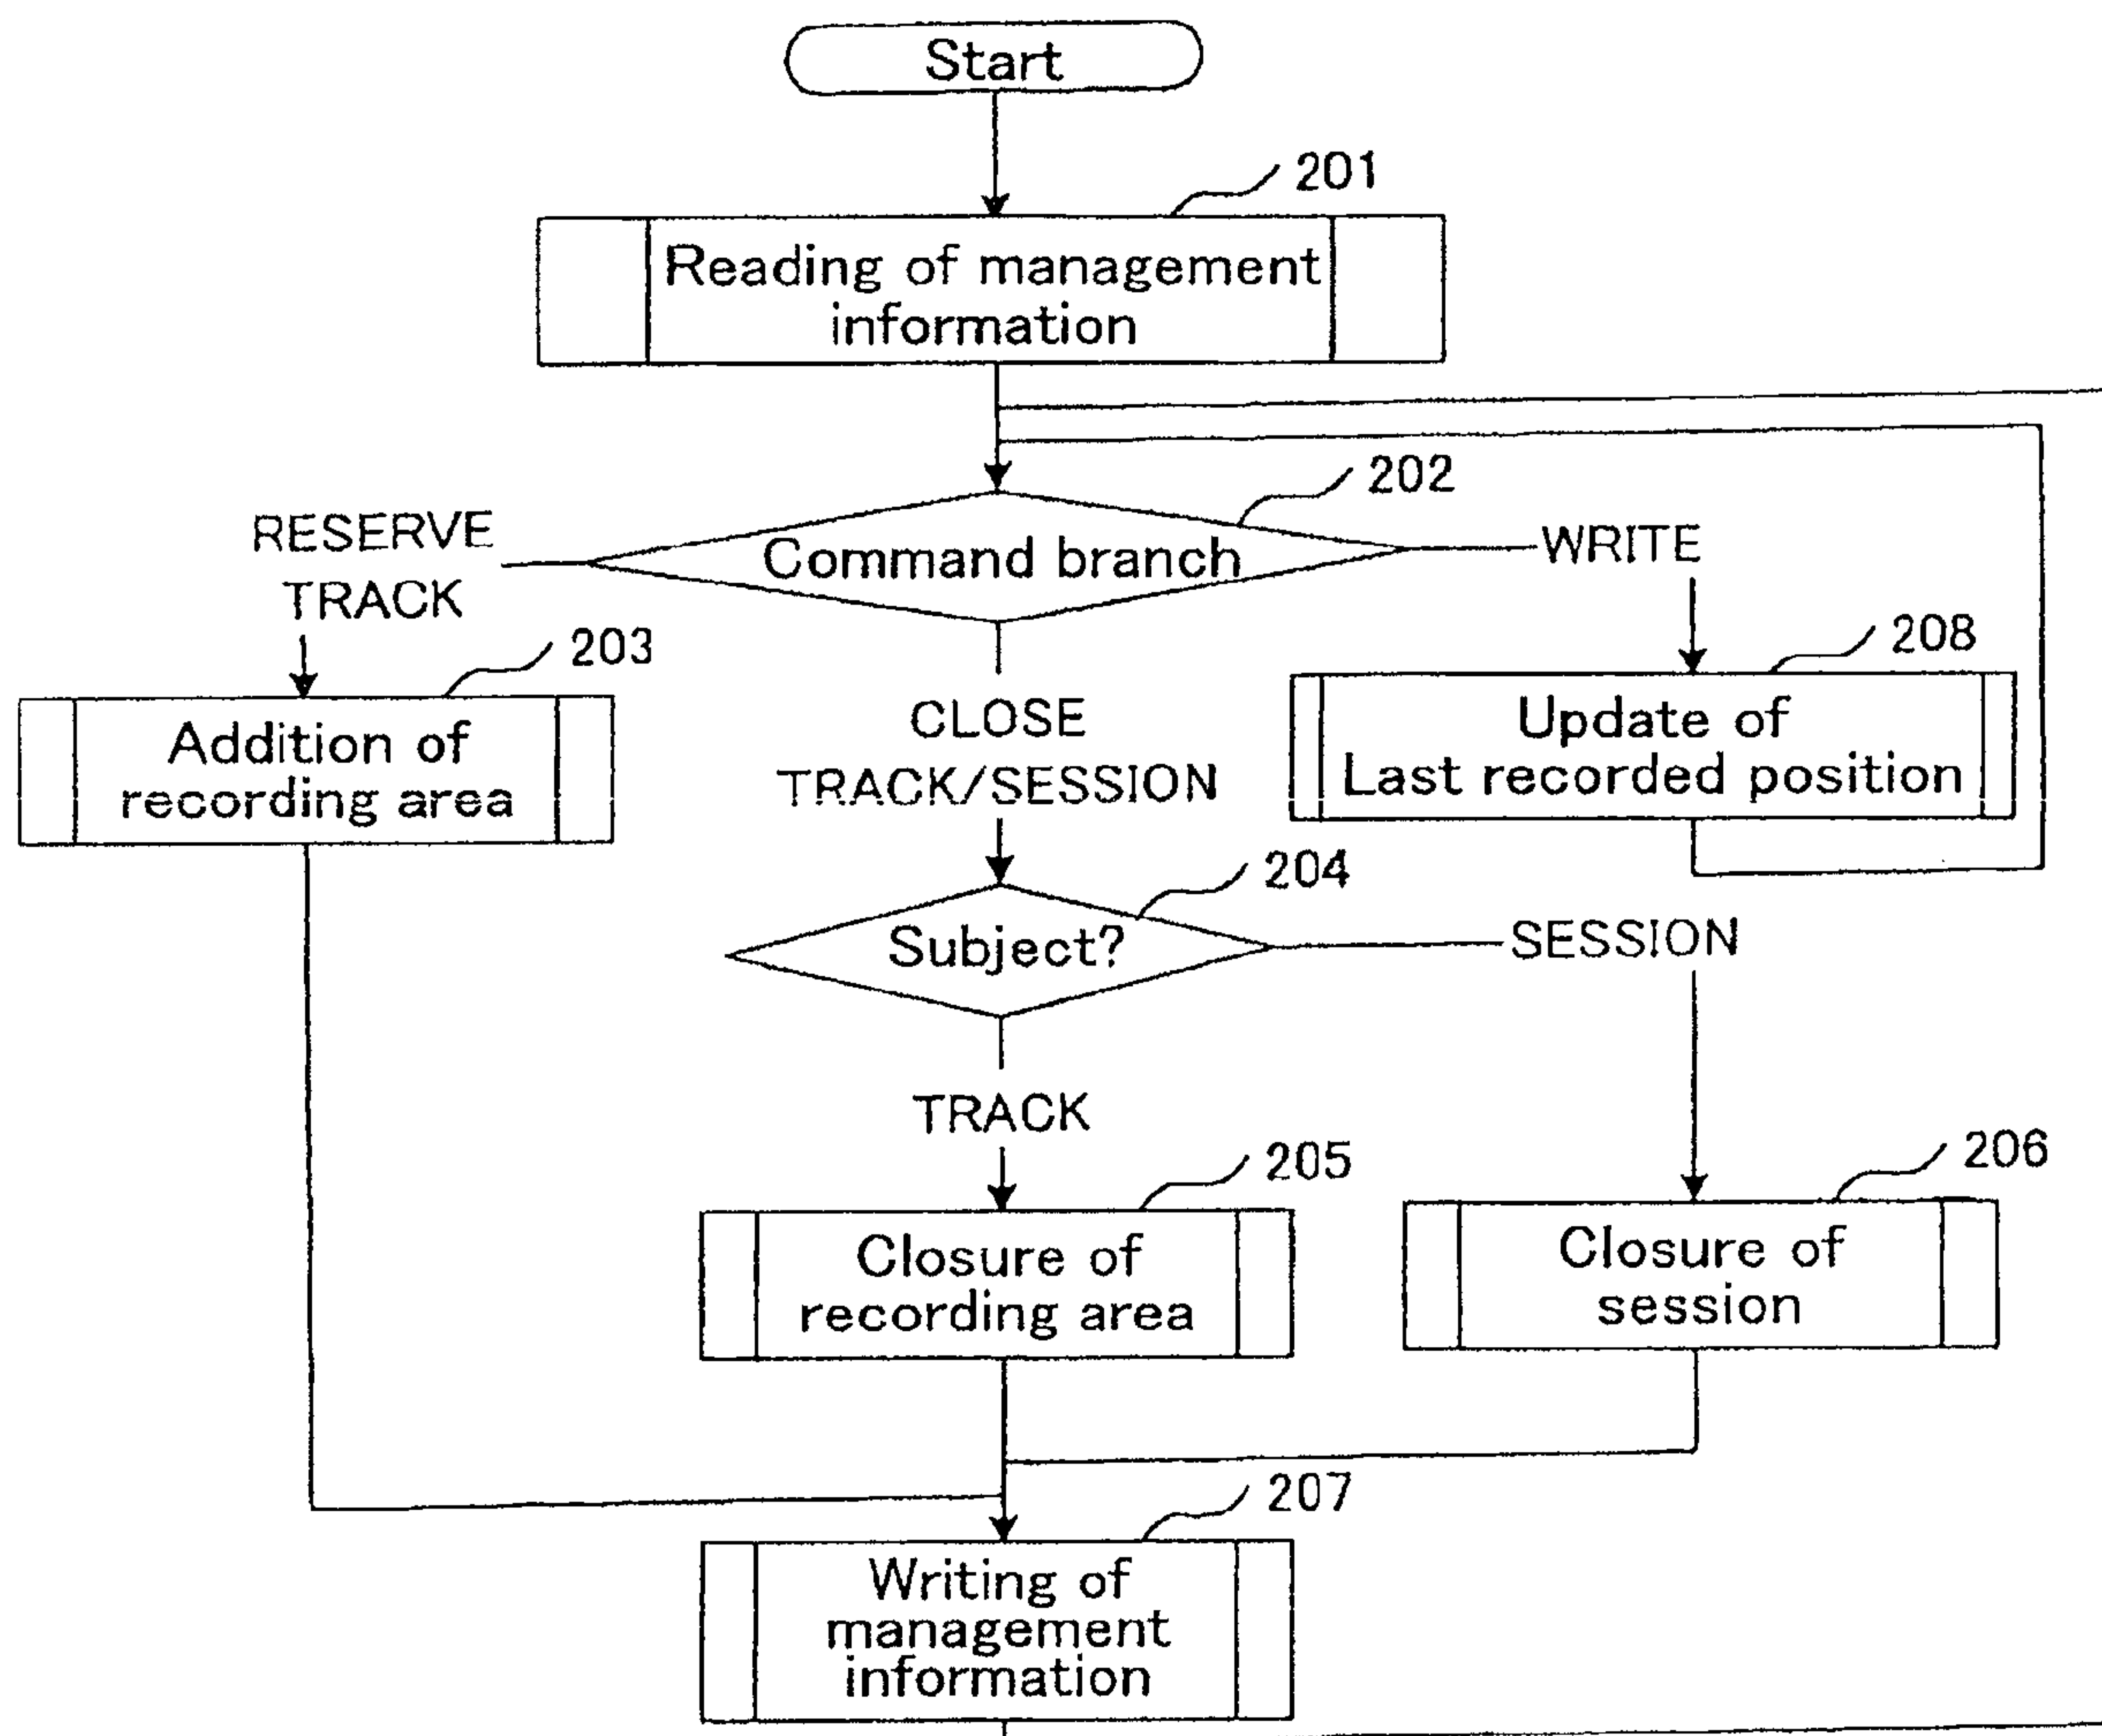 Start
201
Reading of management
information
202
Command branch
RESERVE
TRACK
WRITE
203
Addition of
recording area
CLOSE
TRACK/SESSION
208
Update of
Last recorded position
204
Subject?
SESSION
TRACK
205
Closure of
recording area
206
Closure of
session
207
Writing of
management
information